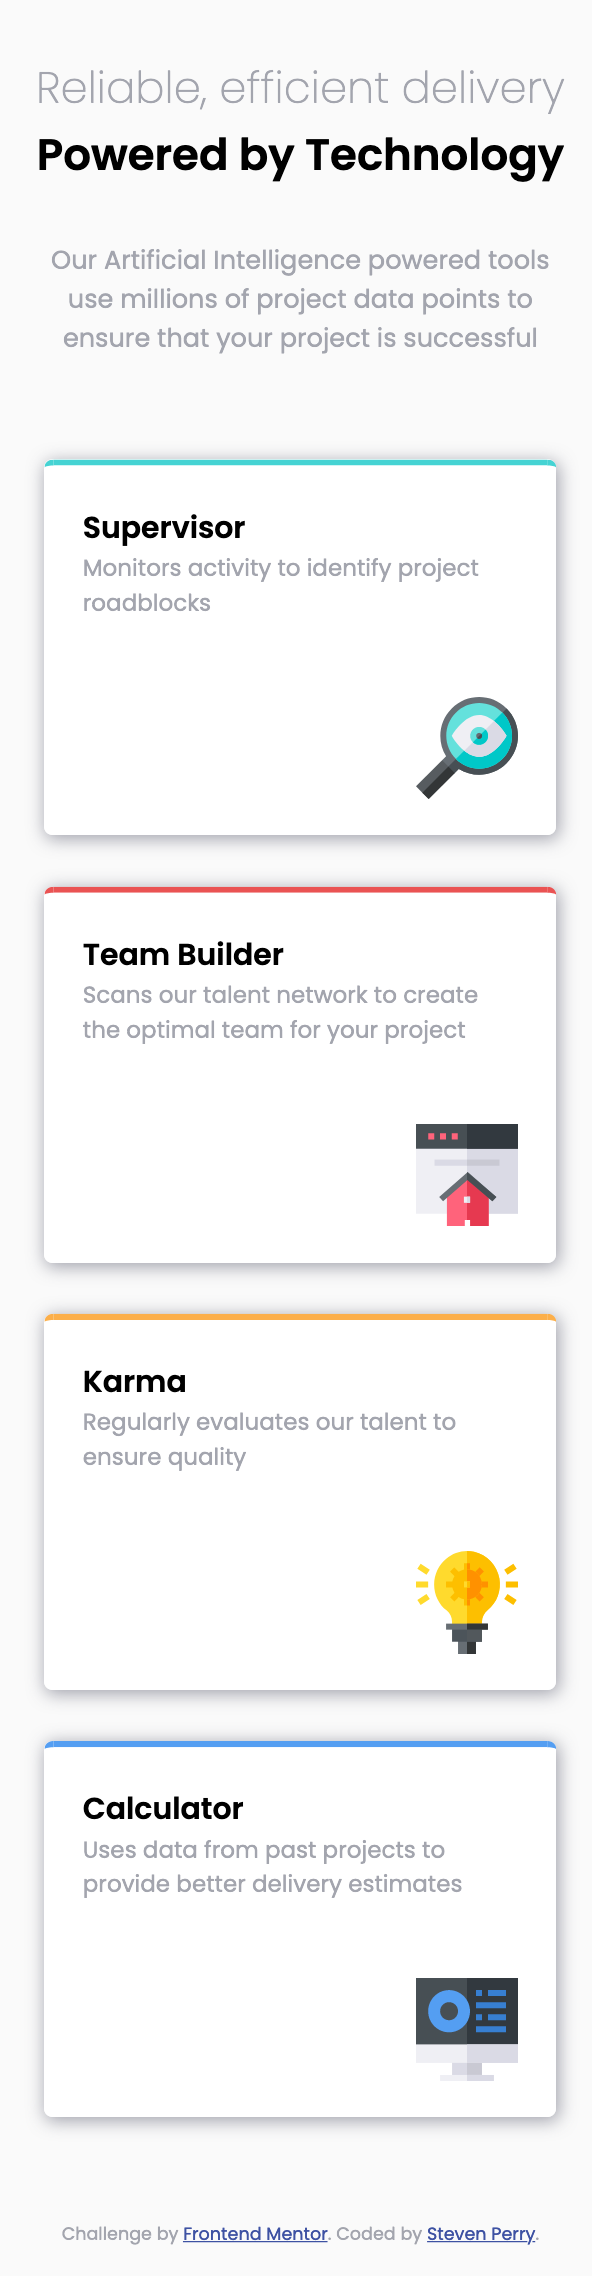 Reliable, efficient delivery
Powered by Technology
Our Artificial Intelligence powered tools
use millions of project data points to
ensure that your project is successful
Supervisor
Monitors activity to identify project
roadblocks
Team Builder
Scans our talent network to create
the optimal team for your project
Karma
Regularly evaluates our talent to
ensure quality
Calculator
Uses data from past projects to
provide better delivery estimates
Challenge by Frontend Mentor. Coded by Steven Perry.